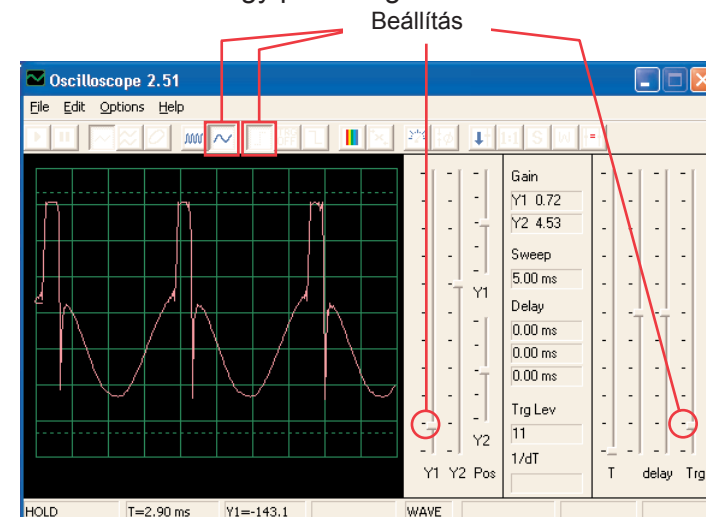 Beállítás
Oscilloscope 2.51
File Edit Options Help
1:1 S W
Gain
Y1 0.72
Y2 4.53
Sweep
5.00 ms
Y1
Delay
0.00 ms
0.00 ms
0.00 ms
Trg Lev
11
Y2
1/dT
Y1 Y2 Pos
T delay Trg
HOLD T=2.90 ms Y1=-143.1 WAVE